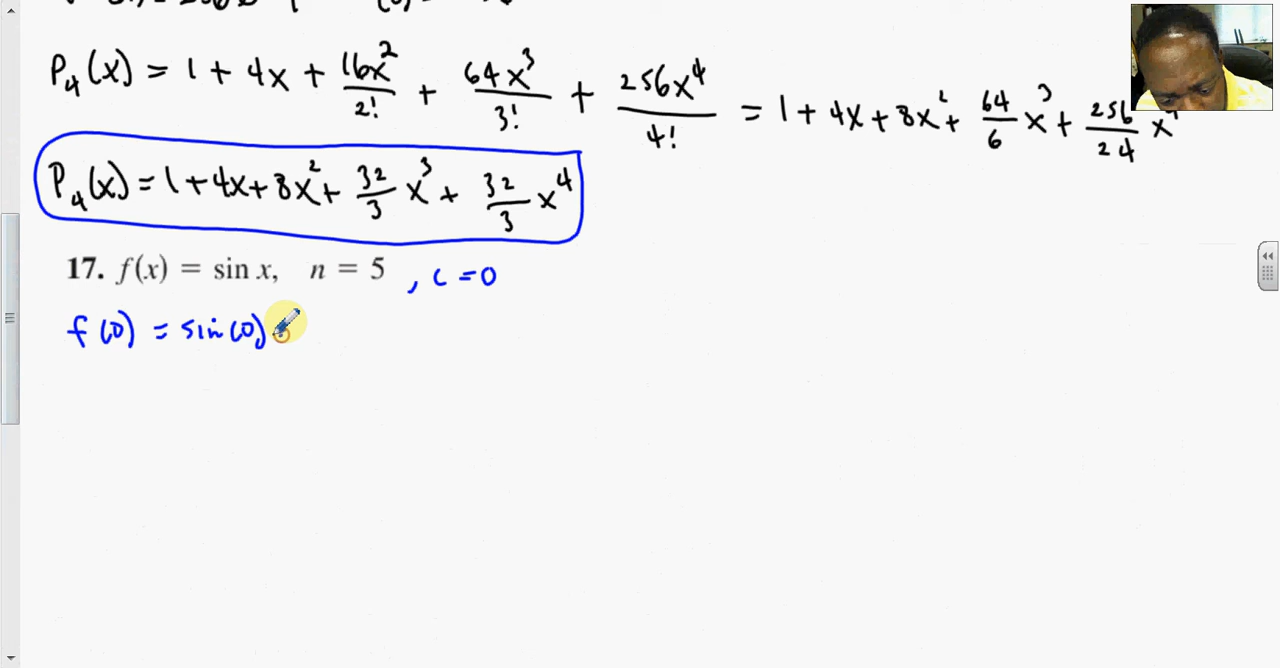 P₄(x) = 1 + 4x + 16x²/2! + 64x³/3! + 256x⁴/4! = 1 + 4x + 8x² + 64/6 x³ + 256/24 x⁴
P₄(x) = 1 + 4x + 8x² + 32/3 x³ + 32/3 x⁴
17. f(x) = sin x, n = 5 , c = 0
f(0) = sin(0)